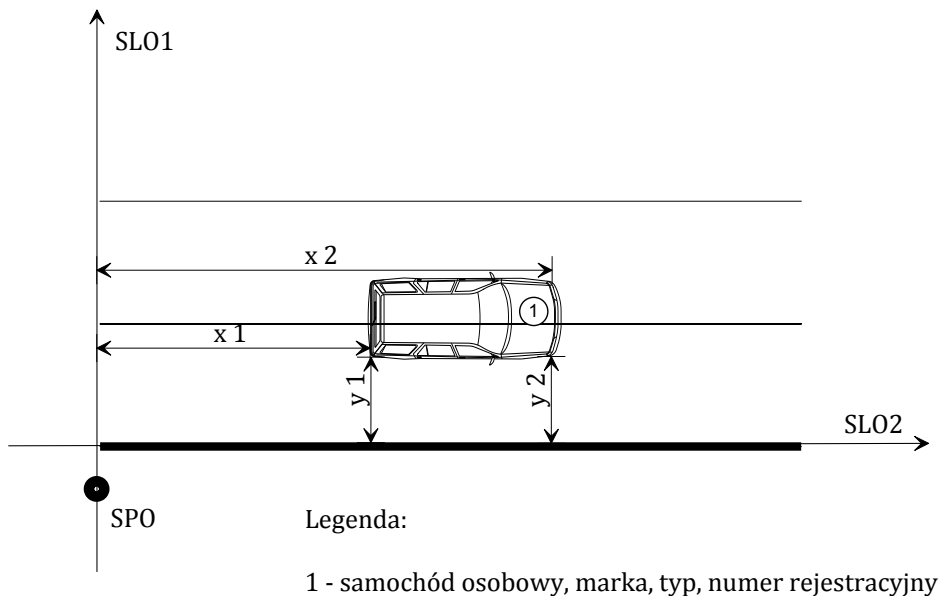 SLO1
x 2
1
x 1
y 1
y 2
SLO2
SPO
Legenda:
1 - samochód osobowy, marka, typ, numer rejestracyjny